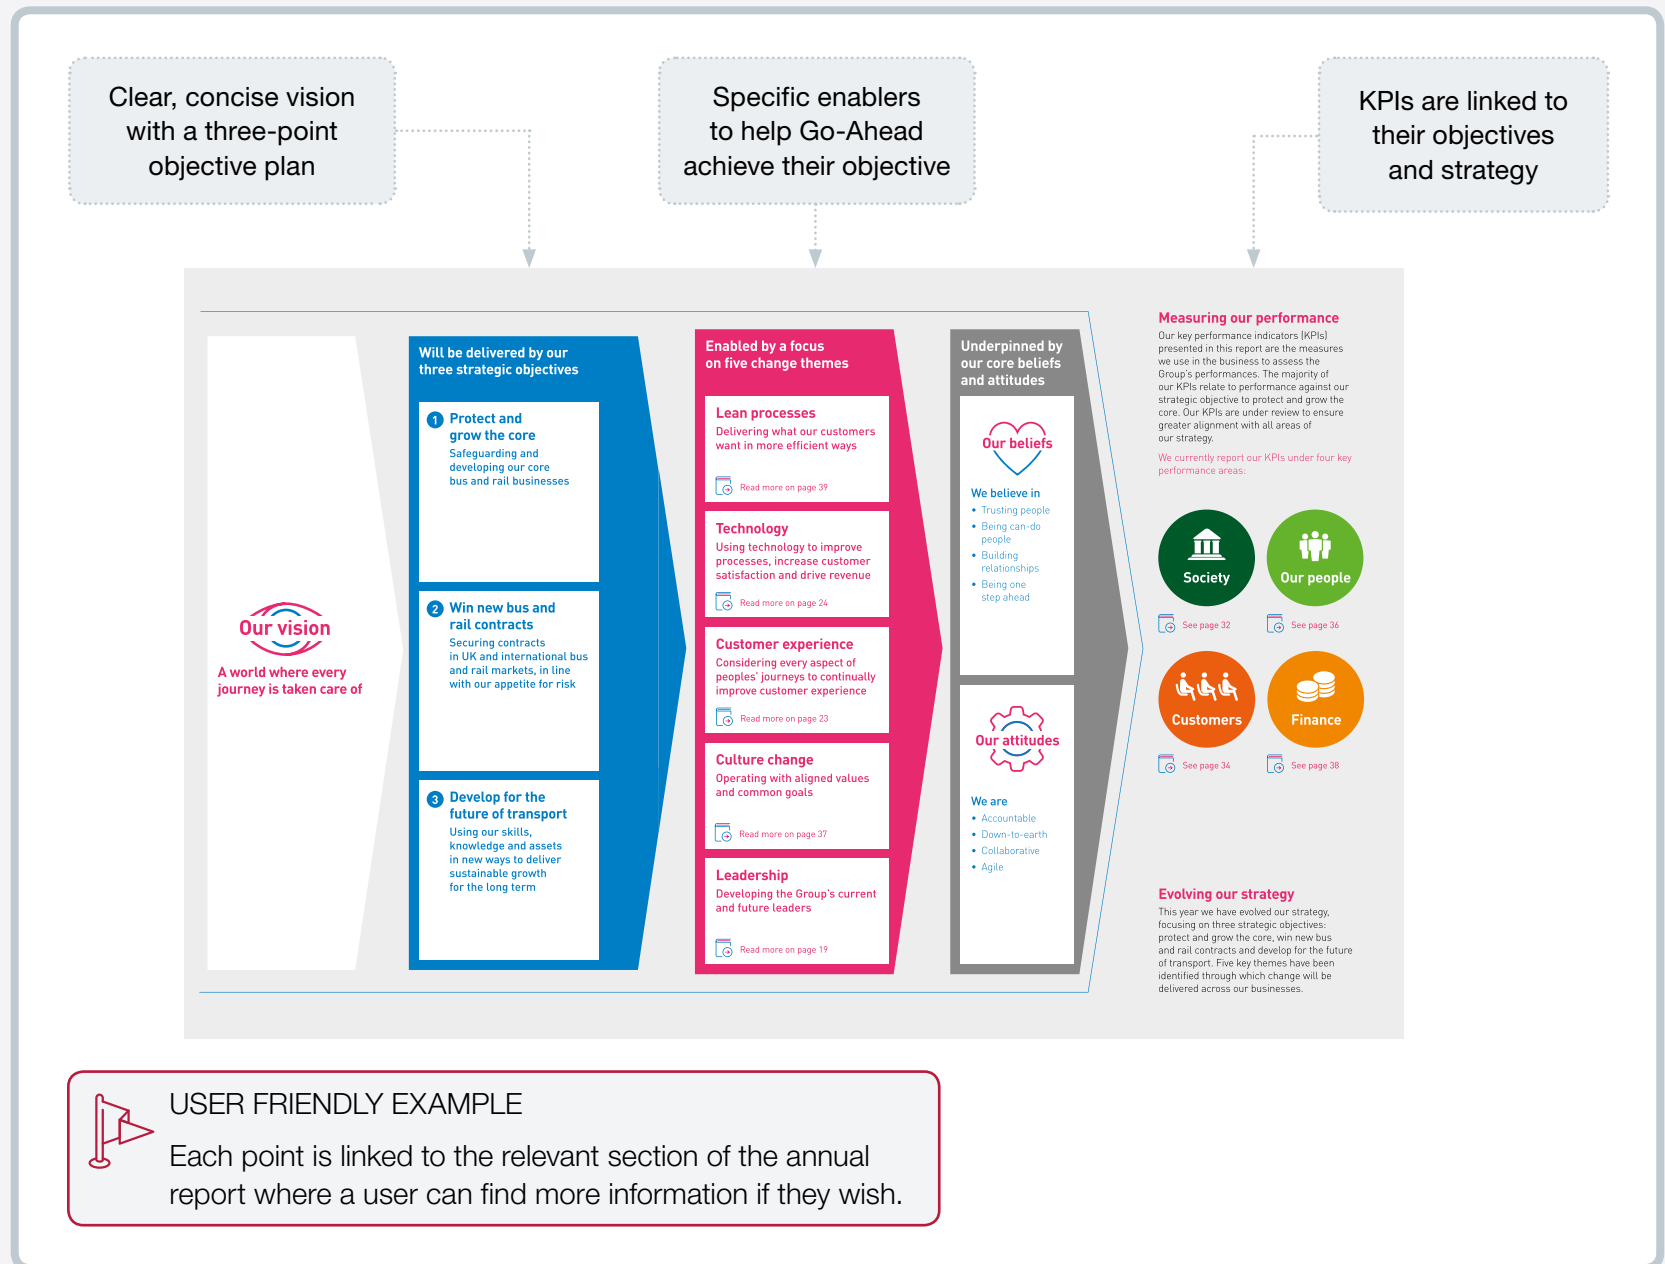 Clear, concise vision
with a three-point
objective plan
Specific enablers
to help Go-Ahead
achieve their objective
KPIs are linked to
their objectives
and strategy
Our vision
A world where every
journey is taken care of
Will be delivered by our
three strategic objectives
1 Protect and
grow the core
Safeguarding and
developing our core
bus and rail businesses
2 Win new bus and
rail contracts
Securing contracts
in UK and international bus
and rail markets, in line
with our appetite for risk
3 Develop for the
future of transport
Using our skills,
knowledge and assets
in new ways to deliver
sustainable growth
for the long term
Enabled by a focus
on five change themes
Lean processes
Delivering what our customers
want in more efficient ways
Read more on page 39
Technology
Using technology to improve
processes, increase customer
satisfaction and drive revenue
Read more on page 24
Customer experience
Considering every aspect of
peoples' journeys to continually
improve customer experience
Read more on page 23
Culture change
Operating with aligned values
and common goals
Read more on page 37
Leadership
Developing the Group's current
and future leaders
Read more on page 19
Underpinned by
our core beliefs
and attitudes
Our beliefs
We believe in
• Trusting people
• Being can-do
people
• Building
relationships
• Being one
step ahead
Our attitudes
We are
• Accountable
• Down-to-earth
• Collaborative
• Agile
Measuring our performance
Our key performance indicators (KPIs)
presented in this report are the measures
we use in the business to assess the
Group's performances. The majority of
our KPIs relate to performance against our
strategic objective to protect and grow the
core. Our KPIs are under review to ensure
greater alignment with all areas of
our strategy.
We currently report our KPIs under four key
performance areas:
Society
See page 32
Our people
See page 36
Customers
See page 34
Finance
See page 38
Evolving our strategy
This year we have evolved our strategy,
focusing on three strategic objectives:
protect and grow the core, win new bus
and rail contracts and develop for the future
of transport. Five key themes have been
identified through which change will be
delivered across our businesses.
USER FRIENDLY EXAMPLE
Each point is linked to the relevant section of the annual
report where a user can find more information if they wish.